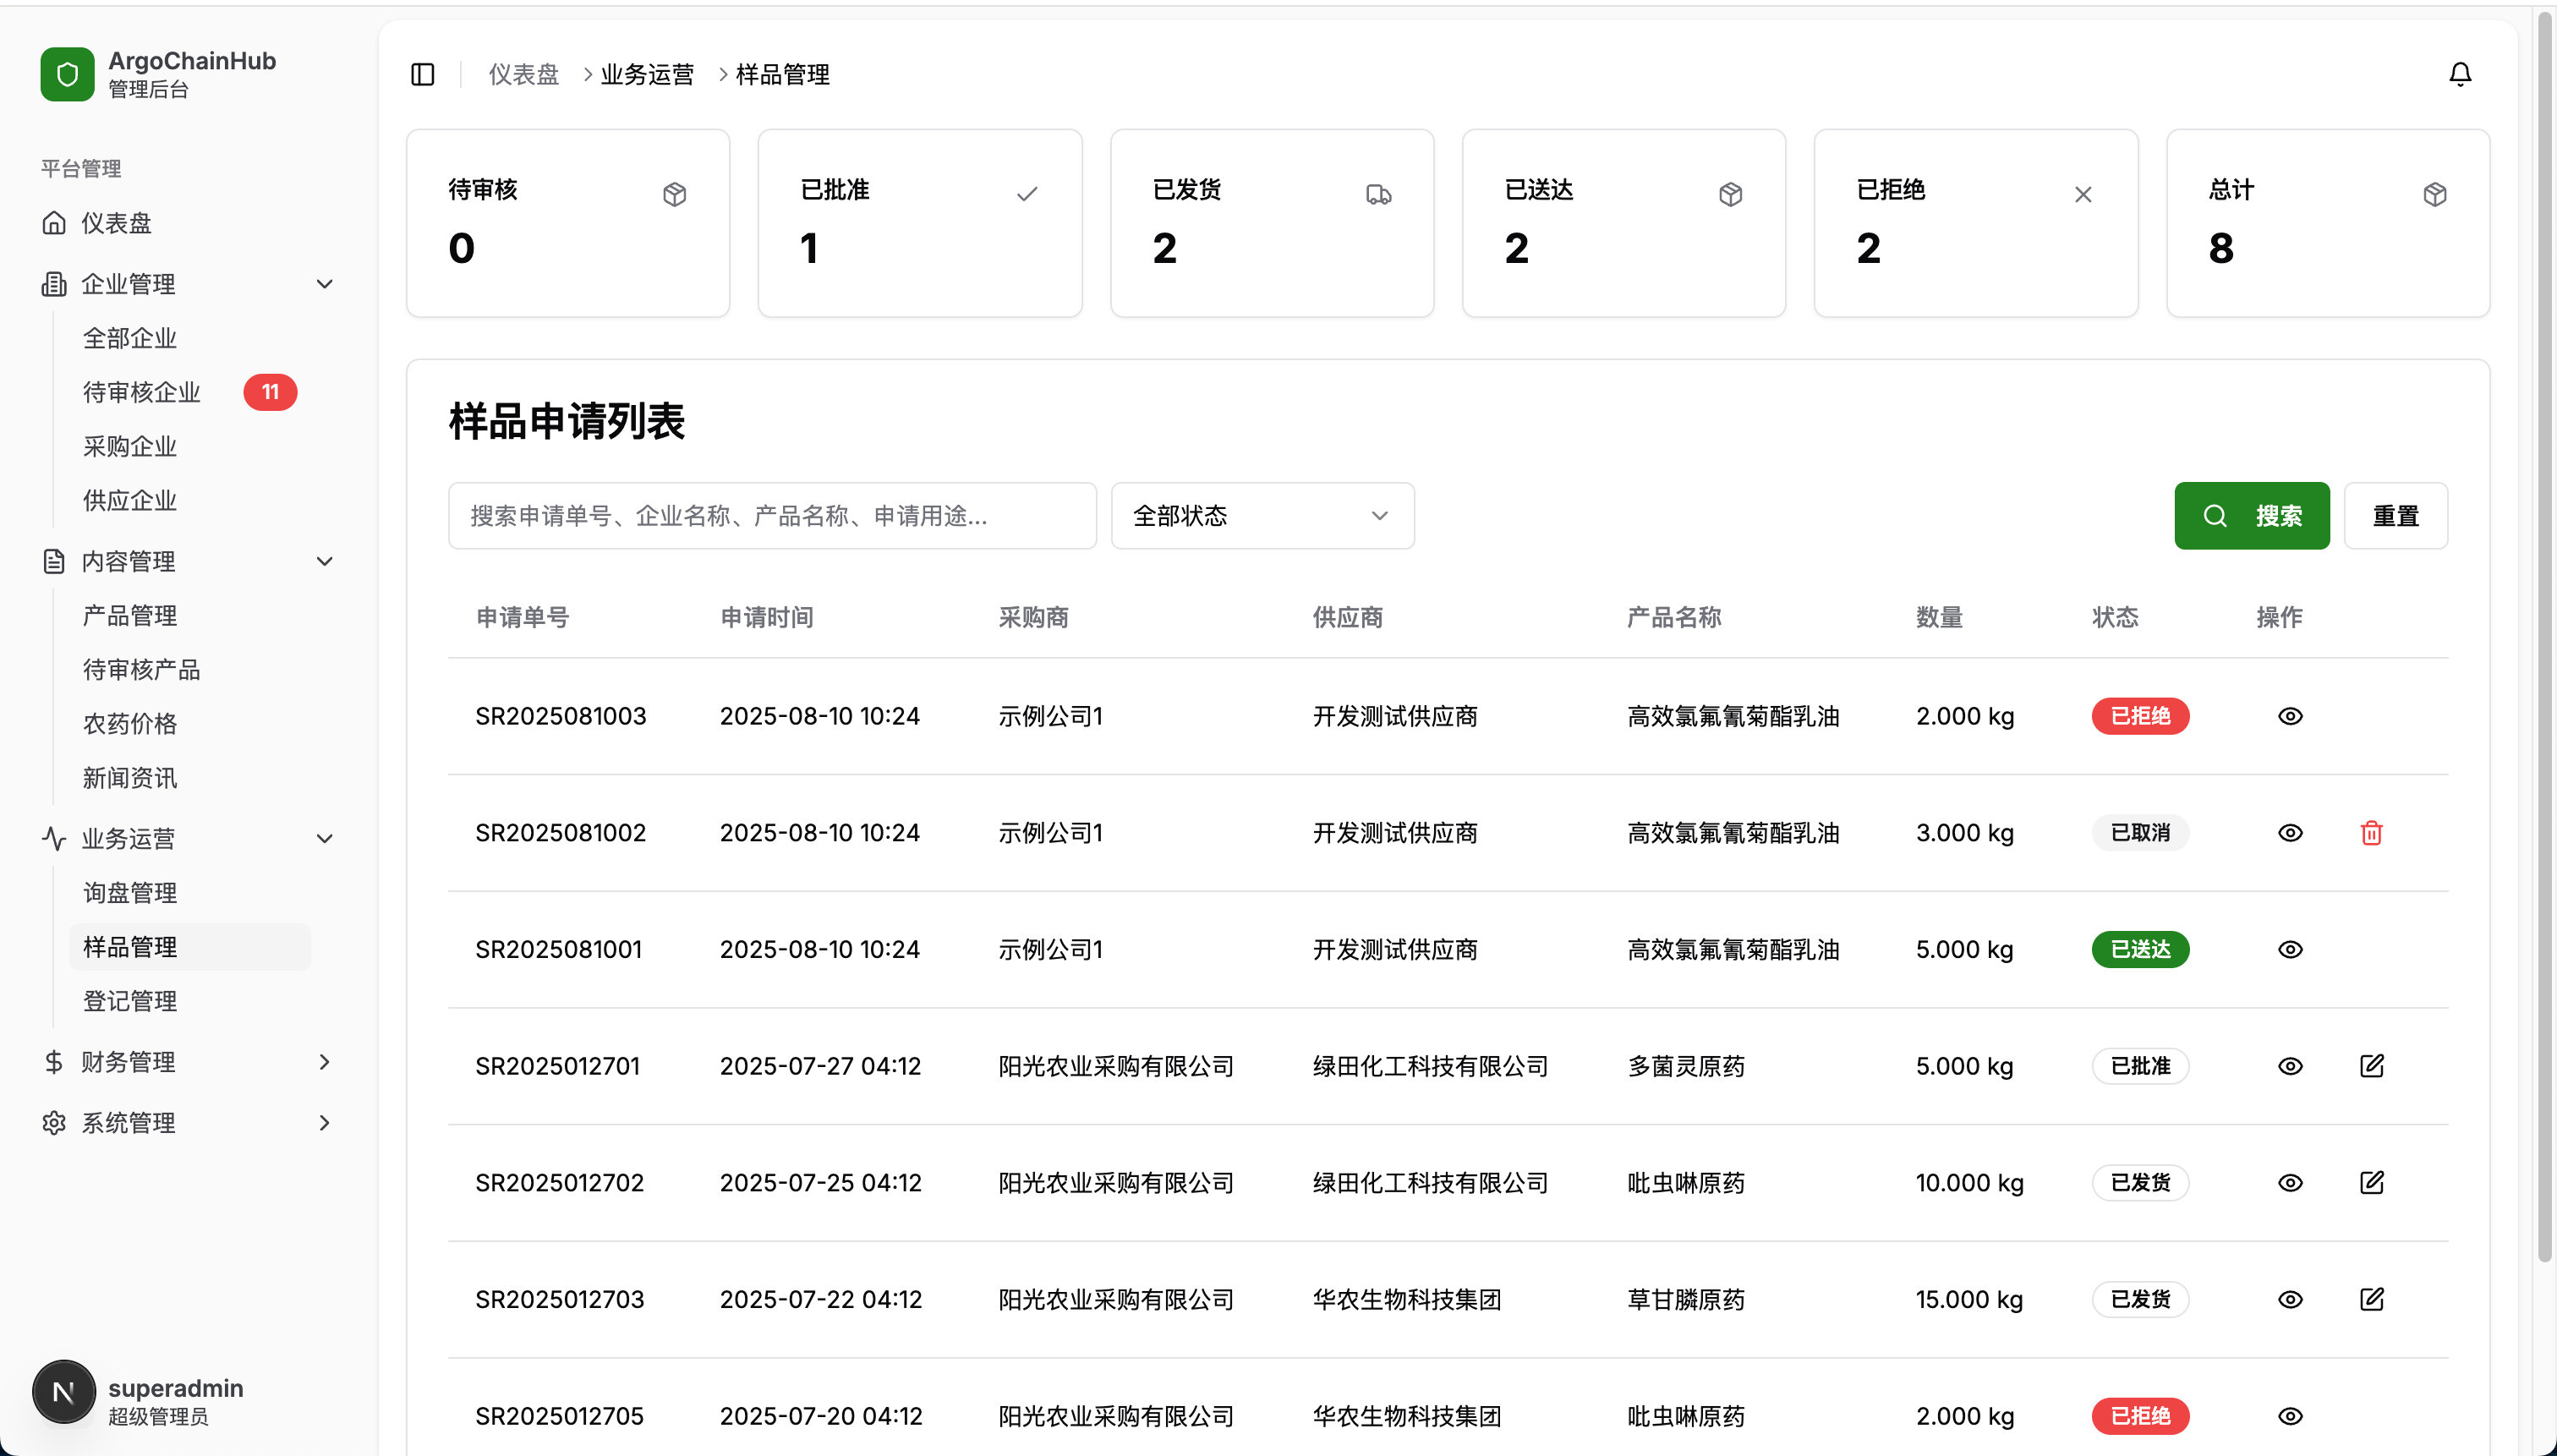 ArgoChainHub
管理后台
平台管理
仪表盘
企业管理
全部企业
待审核企业 11
采购企业
供应企业
内容管理
产品管理
待审核产品
农药价格
新闻资讯
业务运营
询盘管理
样品管理
登记管理
财务管理
系统管理
N
superadmin
超级管理员
仪表盘 业务运营 样品管理
待审核 已批准 已发货 已送达 已拒绝 总计
0 1 2 2 2 8
样品申请列表
搜索申请单号、企业名称、产品名称、申请用途... 全部状态 搜索 重置
申请单号 申请时间 采购商 供应商 产品名称 数量 状态 操作
SR2025081003 2025-08-10 10:24 示例公司1 开发测试供应商 高效氯氟氰菊酯乳油 2.000 kg 已拒绝
SR2025081002 2025-08-10 10:24 示例公司1 开发测试供应商 高效氯氟氰菊酯乳油 3.000 kg 已取消
SR2025081001 2025-08-10 10:24 示例公司1 开发测试供应商 高效氯氟氰菊酯乳油 5.000 kg 已送达
SR2025012701 2025-07-27 04:12 阳光农业采购有限公司 绿田化工科技有限公司 多菌灵原药 5.000 kg 已批准
SR2025012702 2025-07-25 04:12 阳光农业采购有限公司 绿田化工科技有限公司 吡虫啉原药 10.000 kg 已发货
SR2025012703 2025-07-22 04:12 阳光农业采购有限公司 华农生物科技集团 草甘膦原药 15.000 kg 已发货
SR2025012705 2025-07-20 04:12 阳光农业采购有限公司 华农生物科技集团 吡虫啉原药 2.000 kg 已拒绝